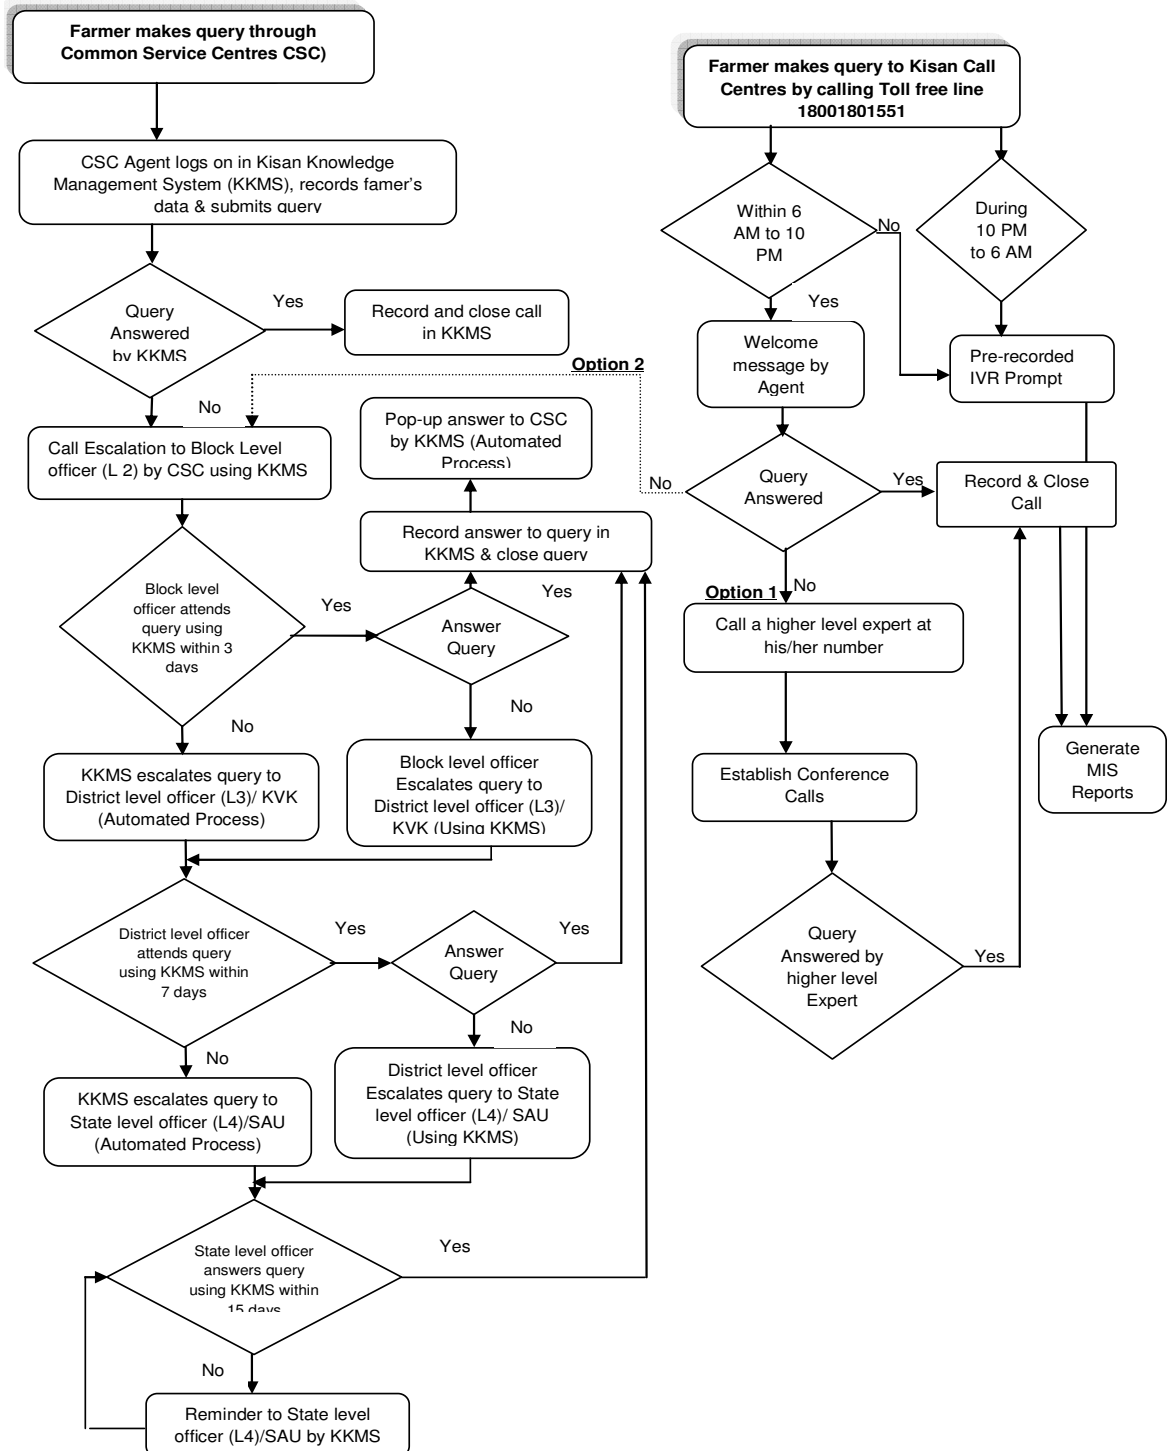 Farmer makes query through
Common Service Centres CSC)
CSC Agent logs on in Kisan Knowledge
Management System (KKMS), records famer's
data & submits query
Query
Answered
by KKMS
Yes
Record and close call
in KKMS
No
Call Escalation to Block Level
officer (L 2) by CSC using KKMS
Pop-up answer to CSC
by KKMS (Automated
Process)
Record answer to query in
KKMS & close query
Block level
officer attends
query using
KKMS within 3
days
Yes
Answer
Query
Yes
No
No
KKMS escalates query to
District level officer (L3)/ KVK
(Automated Process)
Block level officer
Escalates query to
District level officer (L3)/
KVK (Using KKMS)
District level officer
attends query
using KKMS within
7 days
Yes
Answer
Query
Yes
No
No
KKMS escalates query to
State level officer (L4)/SAU
(Automated Process)
District level officer
Escalates query to State
level officer (L4)/ SAU
(Using KKMS)
State level officer
answers query
using KKMS within
15 days
Yes
No
Reminder to State level
officer (L4)/SAU by KKMS
Farmer makes query to Kisan Call
Centres by calling Toll free line
18001801551
Within 6
AM to 10
PM
No
During
10 PM
to 6 AM
Yes
Welcome
message by
Agent
Pre-recorded
IVR Prompt
Option 2
No
Query
Answered
Yes
Record & Close
Call
Option 1
No
Call a higher level expert at
his/her number
Establish Conference
Calls
Generate
MIS
Reports
Query
Answered by
higher level
Expert
Yes